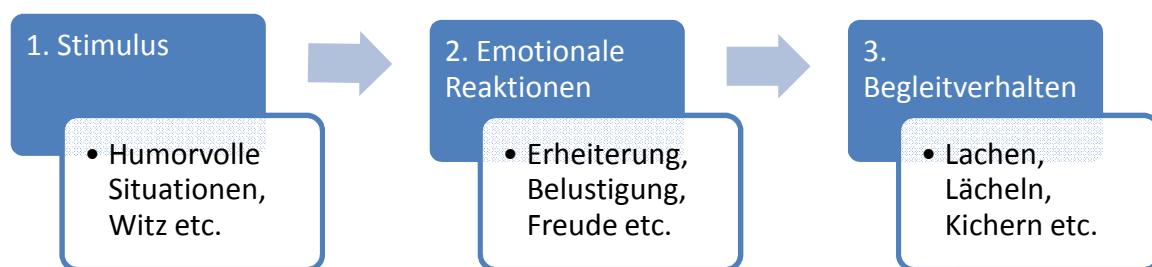 1. Stimulus
• Humorvolle
Situationen,
Witz etc.
2. Emotionale
Reaktionen
• Erheiterung,
Belustigung,
Freude etc.
3.
Begleitverhalten
• Lachen,
Lächeln,
Kichern etc.